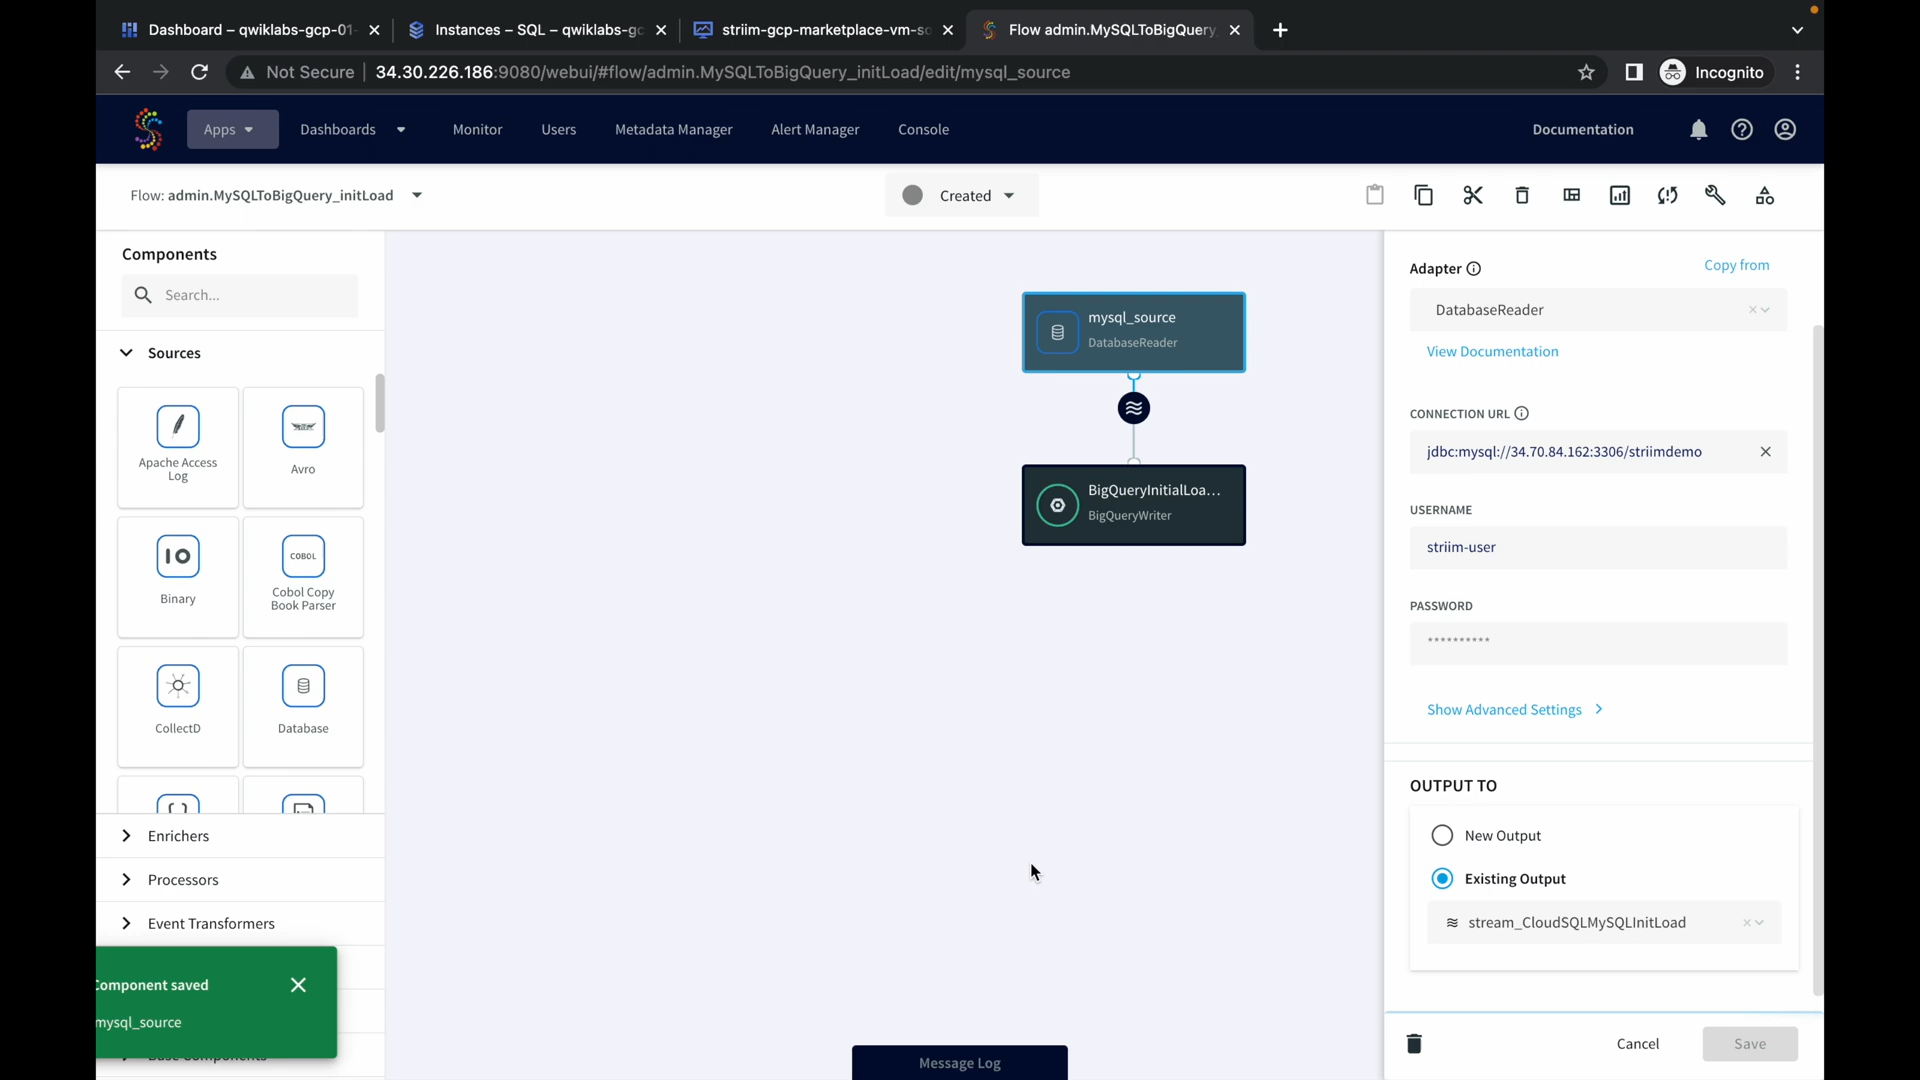 Dashboard – qwiklabs-gcp-01-
Instances – SQL – qwiklabs-gc
striim-gcp-marketplace-vm-so
Flow admin.MySQLToBigQuery_
Not Secure
34.30.226.186:9080/webui/#flow/admin.MySQLToBigQuery_initLoad/edit/mysql_source
Incognito
Apps
Dashboards
Monitor
Users
Metadata Manager
Alert Manager
Console
Documentation
Flow: admin.MySQLToBigQuery_initLoad
Created
Components
Search...
Sources
Apache Access
Log
Avro
Binary
COBOL
Cobol Copy
Book Parser
CollectD
Database
Enrichers
Processors
Event Transformers
Component saved
mysql_source
mysql_source
DatabaseReader
BigQueryInitialLoa...
BigQueryWriter
Message Log
Adapter
Copy from
DatabaseReader
View Documentation
CONNECTION URL
jdbc:mysql://34.70.84.162:3306/striimdemo
USERNAME
striim-user
PASSWORD
**********
Show Advanced Settings
OUTPUT TO
New Output
Existing Output
stream_CloudSQLMySQLInitLoad
Cancel
Save